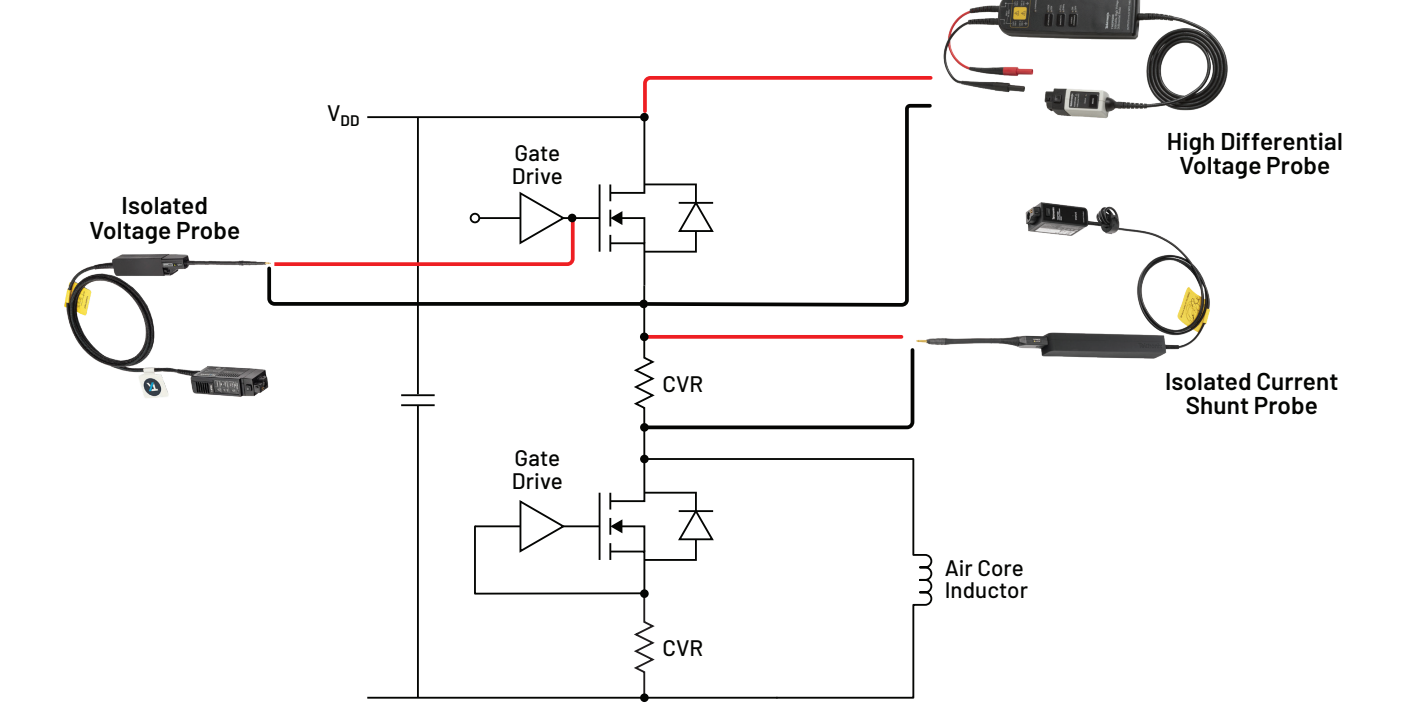 High Differential
Voltage Probe
V_DD
Gate
Drive
Isolated
Voltage Probe
CVR
Isolated Current
Shunt Probe
Gate
Drive
Air Core
Inductor
CVR